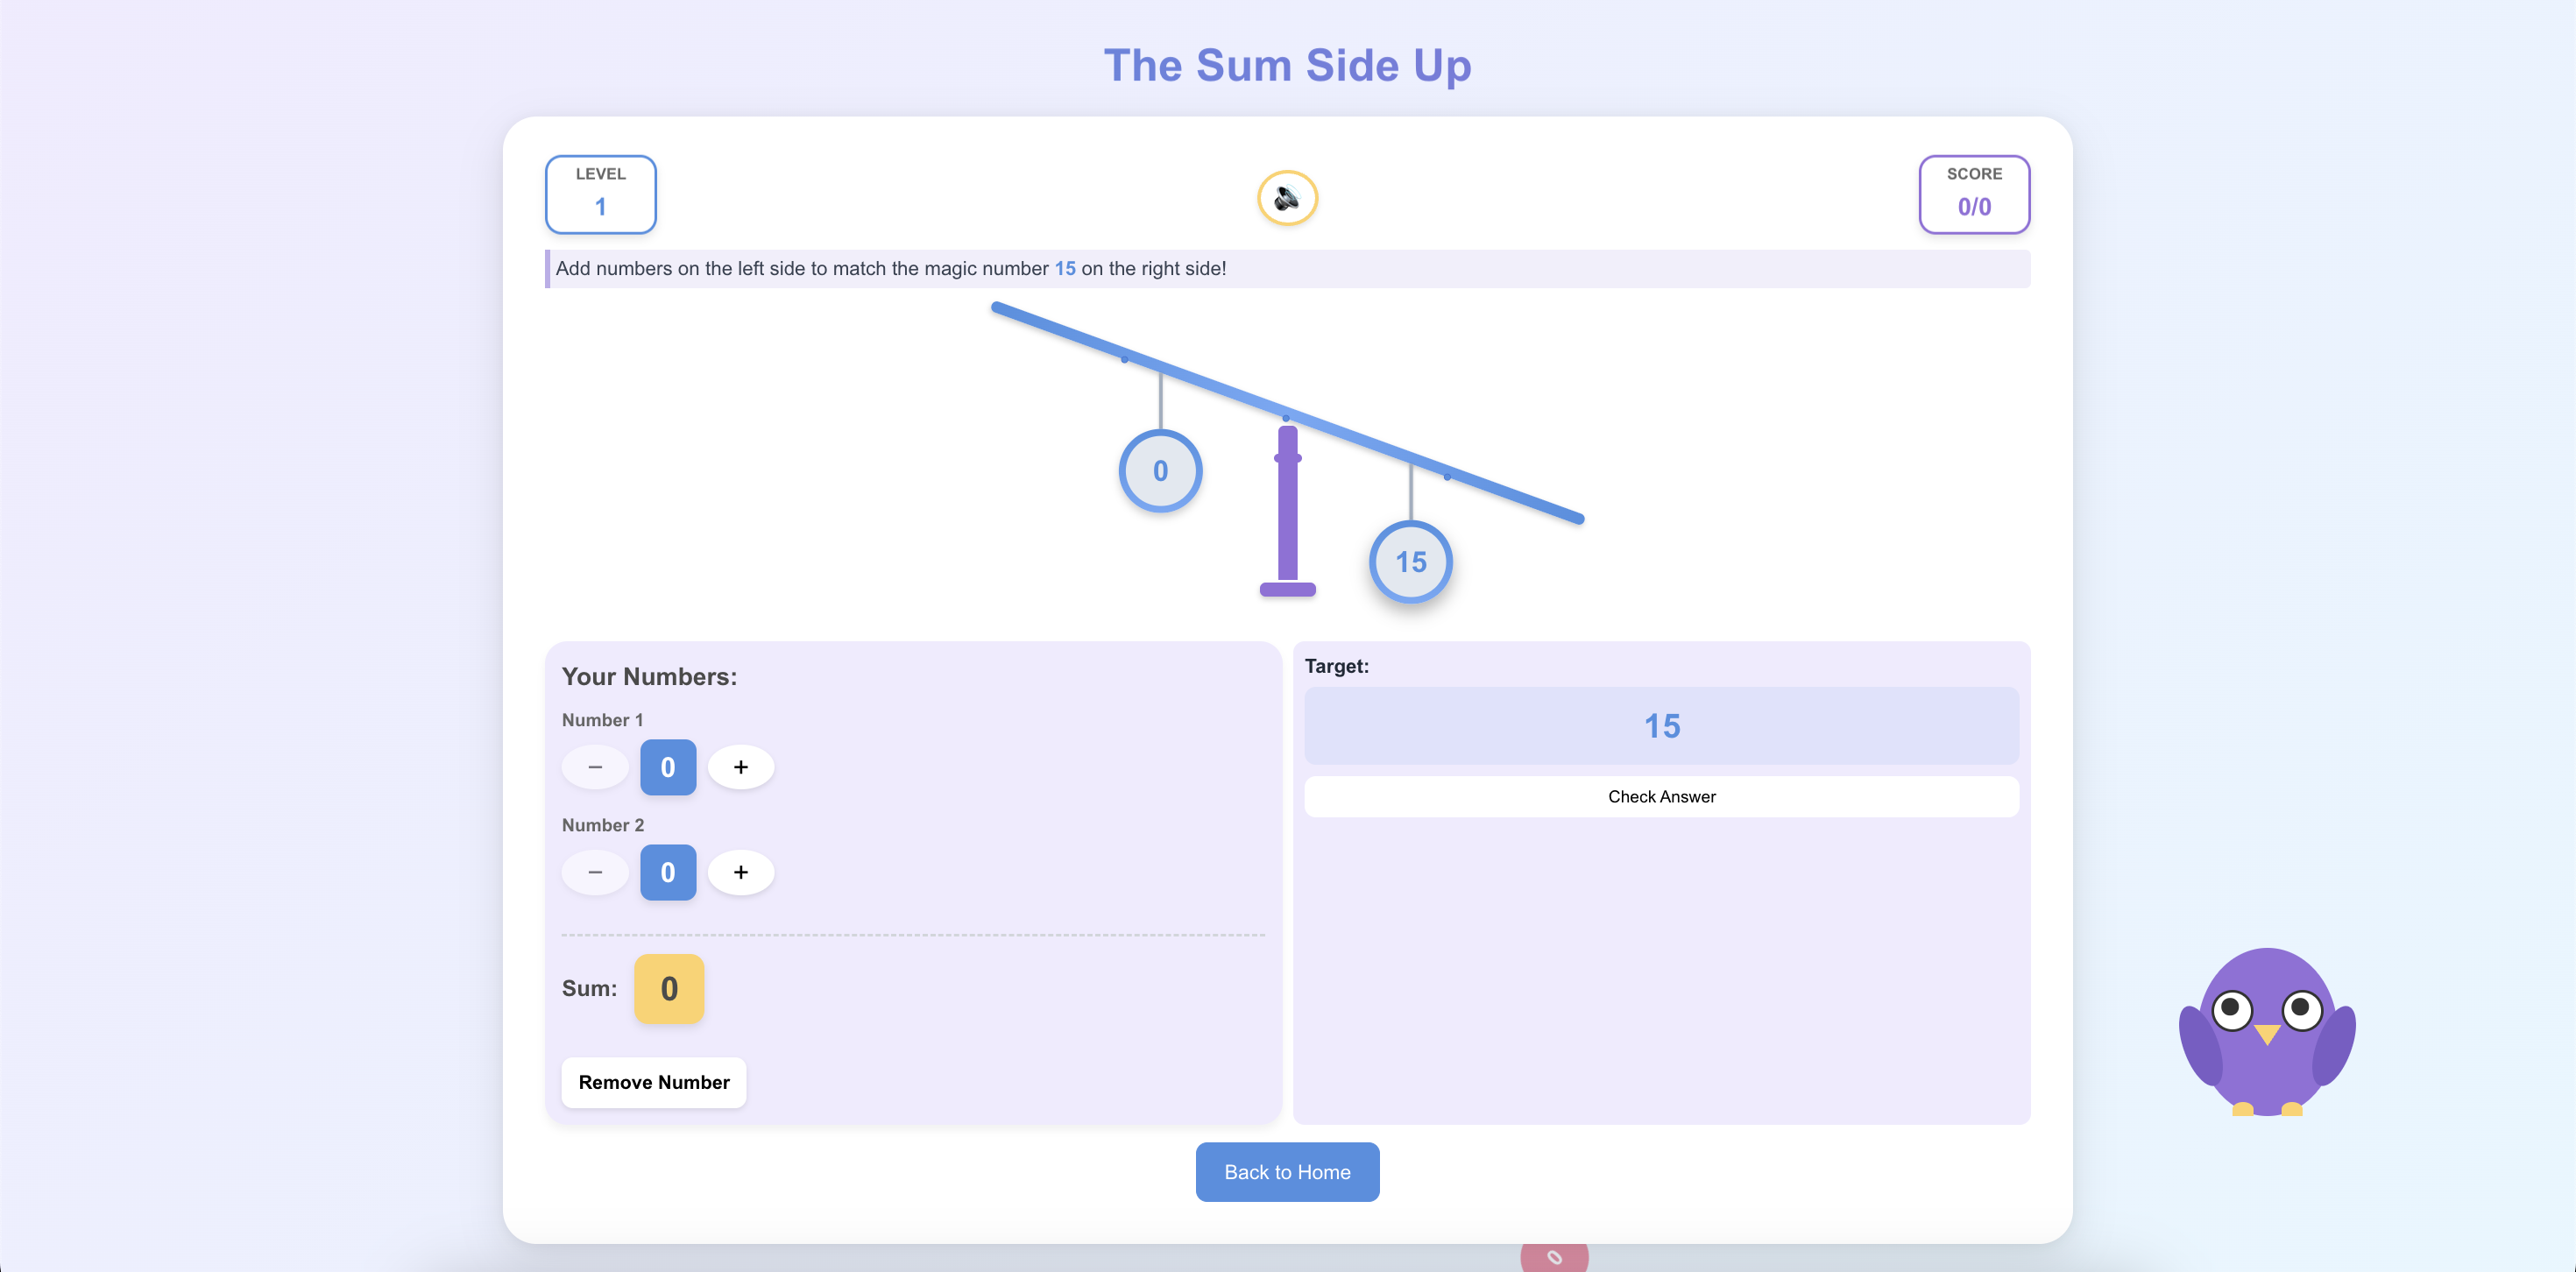 The Sum Side Up
LEVEL
1
SCORE
0/0
Add numbers on the left side to match the magic number 15 on the right side!
0
15
Your Numbers:
Number 1
− 0 +
Number 2
− 0 +
Sum: 0
Remove Number
Target:
15
Check Answer
Back to Home
0